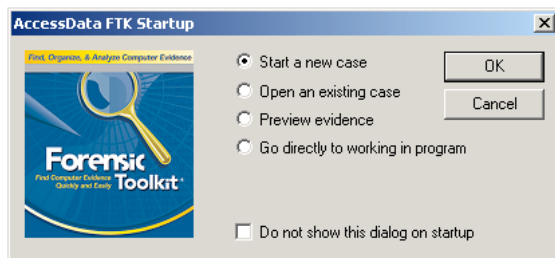 AccessData FTK Startup
Find, Organize, & Analyze Computer Evidence
Forensic
Find Computer Evidence
Quickly and Easily
Toolkit
Start a new case
Open an existing case
Preview evidence
Go directly to working in program
Do not show this dialog on startup
OK
Cancel